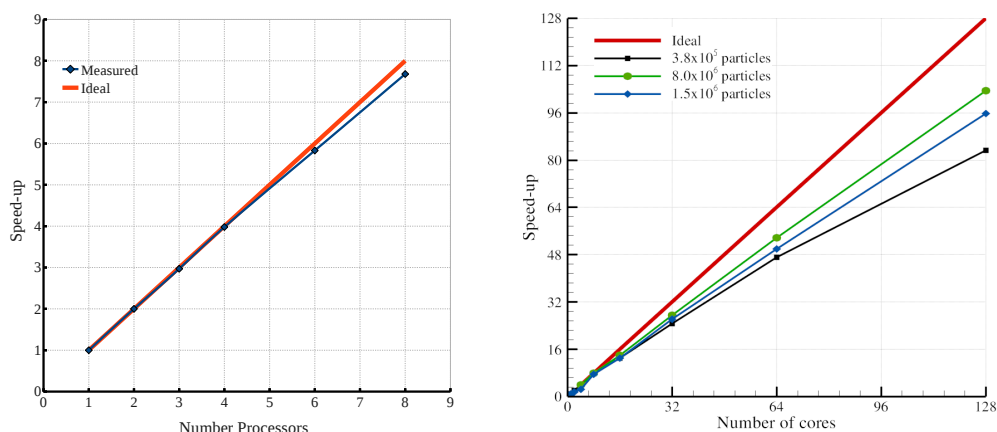 9
8
7
6
5
4
3
2
1
0
0 1 2 3 4 5 6 7 8 9
Speed-up
Number Processors
Measured
Ideal
128
112
96
80
64
48
32
16
0
0 32 64 96 128
Speed-up
Number of cores
Ideal
3.8x10⁵ particles
8.0x10⁶ particles
1.5x10⁶ particles